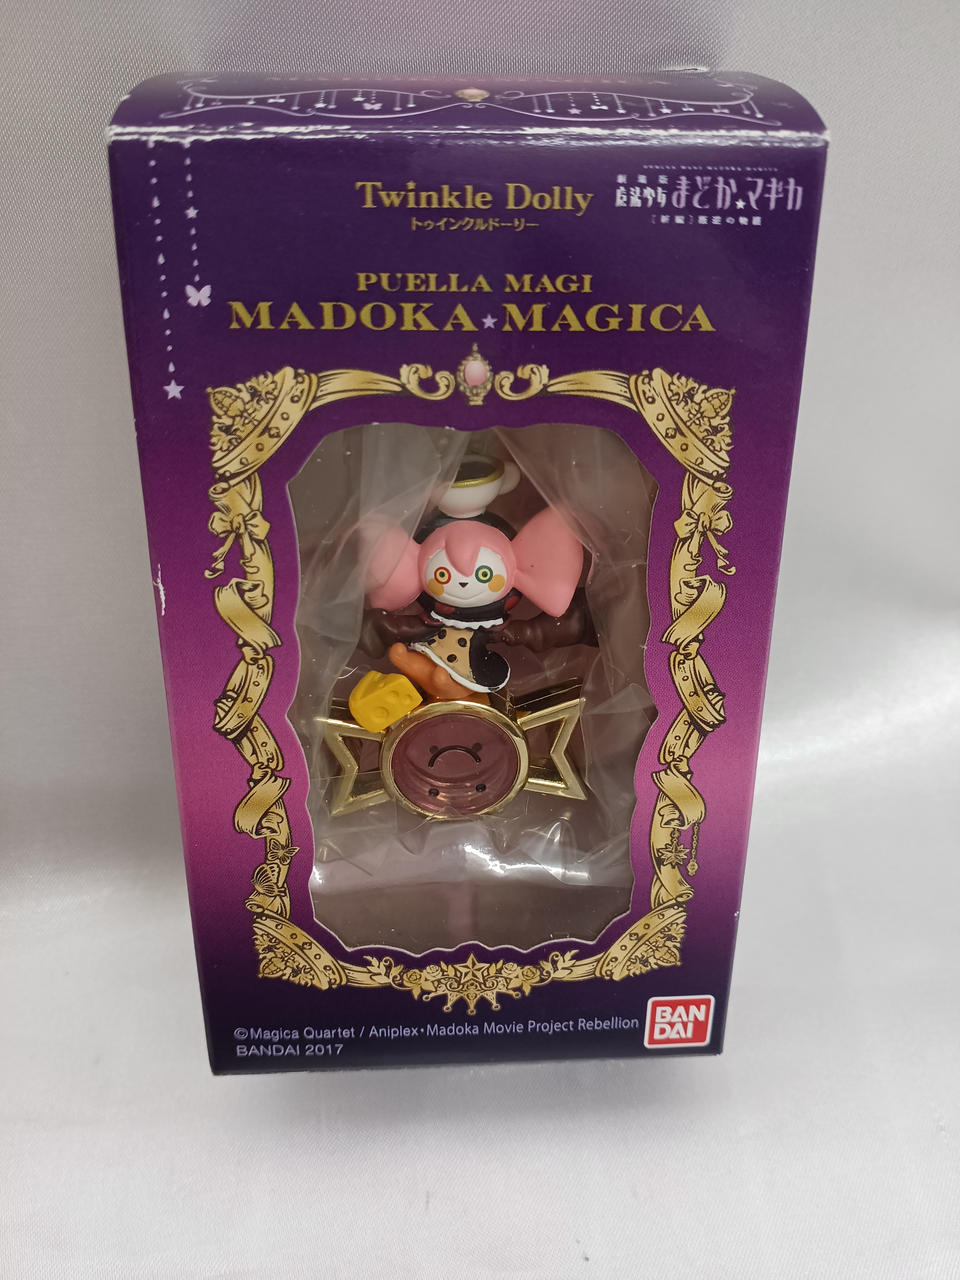 Twinkle Dolly
トゥインクルドーリー
劇場版
魔法少女まどか★マギカ
[新編]叛逆の物語
PUELLA MAGI
MADOKA★MAGICA
©Magica Quartet / Aniplex・Madoka Movie Project Rebellion
BANDAI 2017
BAN
DAI